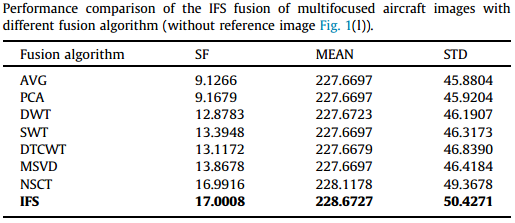 Performance comparison of the IFS fusion of multifocused aircraft images with
different fusion algorithm (without reference image Fig. 1(l)).
Fusion algorithm SF MEAN STD
AVG 9.1266 227.6697 45.8804
PCA 9.1679 227.6697 45.9204
DWT 12.8783 227.6723 46.1907
SWT 13.3948 227.6697 46.3173
DTCWT 13.1172 227.6679 46.8390
MSVD 13.8678 227.6697 46.4184
NSCT 16.9916 228.1178 49.3678
IFS 17.0008 228.6727 50.4271